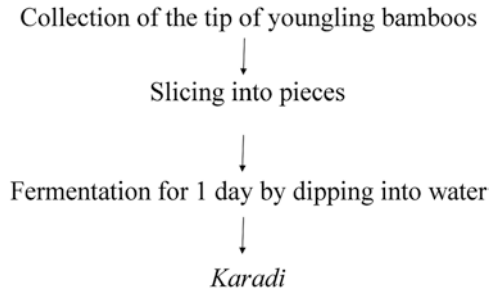 Collection of the tip of youngling bamboos
Slicing into pieces
Fermentation for 1 day by dipping into water
Karadi